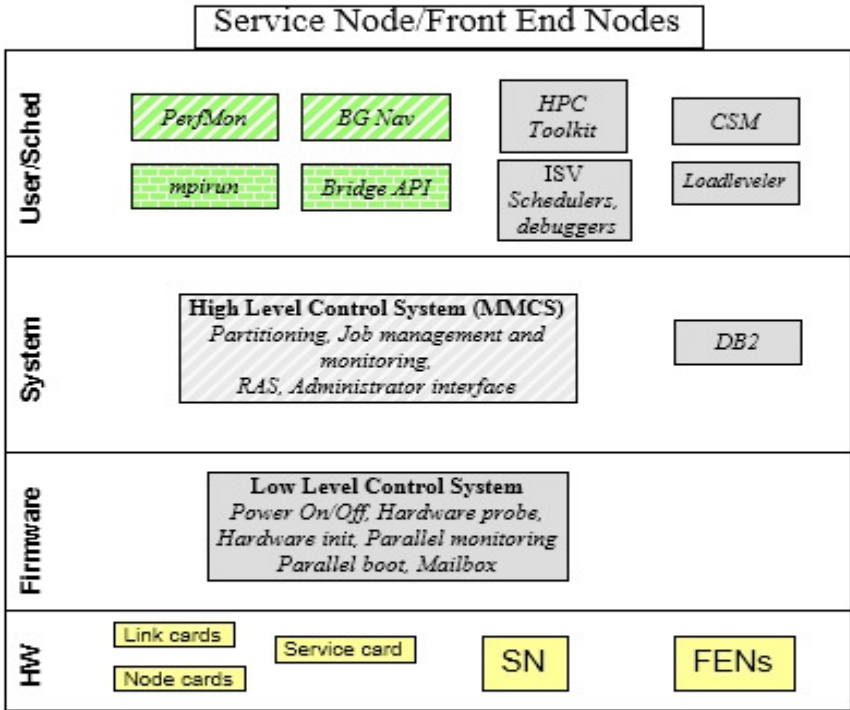 Service Node/Front End Nodes
User/Sched
PerfMon
BG Nav
HPC
Toolkit
CSM
mpirun
Bridge API
ISV
Schedulers,
debuggers
Loadleveler
System
High Level Control System (MMCS)
Partitioning, Job management and
monitoring,
RAS, Administrator interface
DB2
Firmware
Low Level Control System
Power On/Off, Hardware probe,
Hardware init, Parallel monitoring
Parallel boot, Mailbox
HW
Link cards
Node cards
Service card
SN
FENs